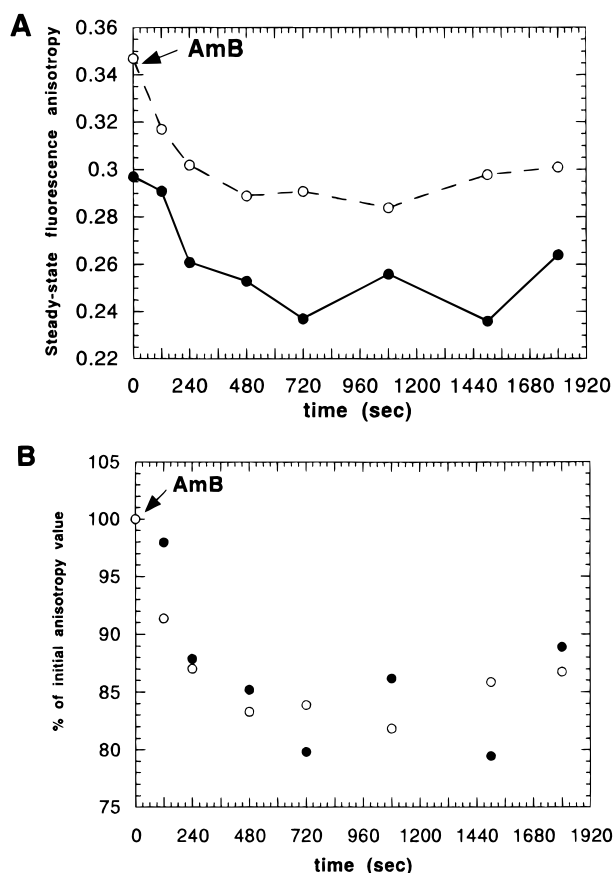 A
Steady-state fluorescence anisotropy
0.36
0.34
0.32
0.3
0.28
0.26
0.24
0.22
AmB
0 240 480 720 960 1200 1440 1680 1920
time (sec)
B
% of initial anisotropy value
105
100
95
90
85
80
75
AmB
0 240 480 720 960 1200 1440 1680 1920
time (sec)